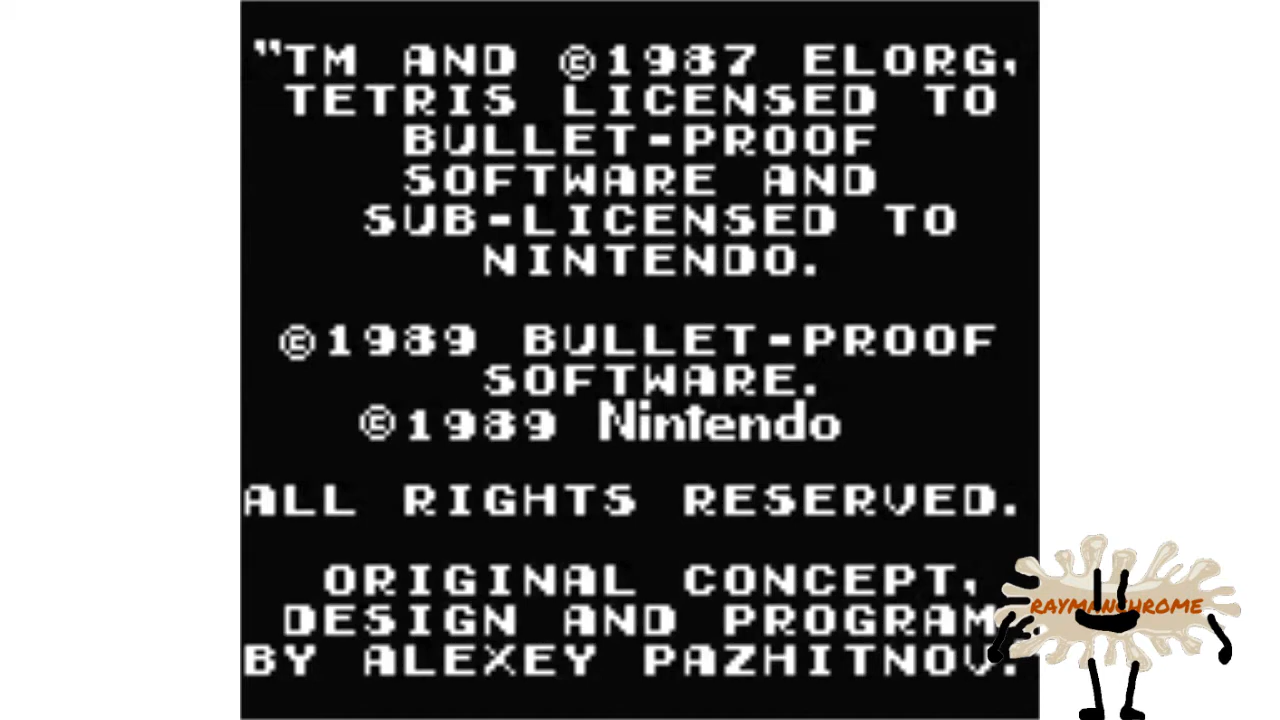 "TM AND ©1987 ELORG,
TETRIS LICENSED TO
BULLET-PROOF
SOFTWARE AND
SUB-LICENSED TO
NINTENDO.
©1989 BULLET-PROOF
SOFTWARE.
©1989 Nintendo
ALL RIGHTS RESERVED.
ORIGINAL CONCEPT,
DESIGN AND PROGRAM
BY ALEXEY PAZHITNOV.
RAYMANCHROME